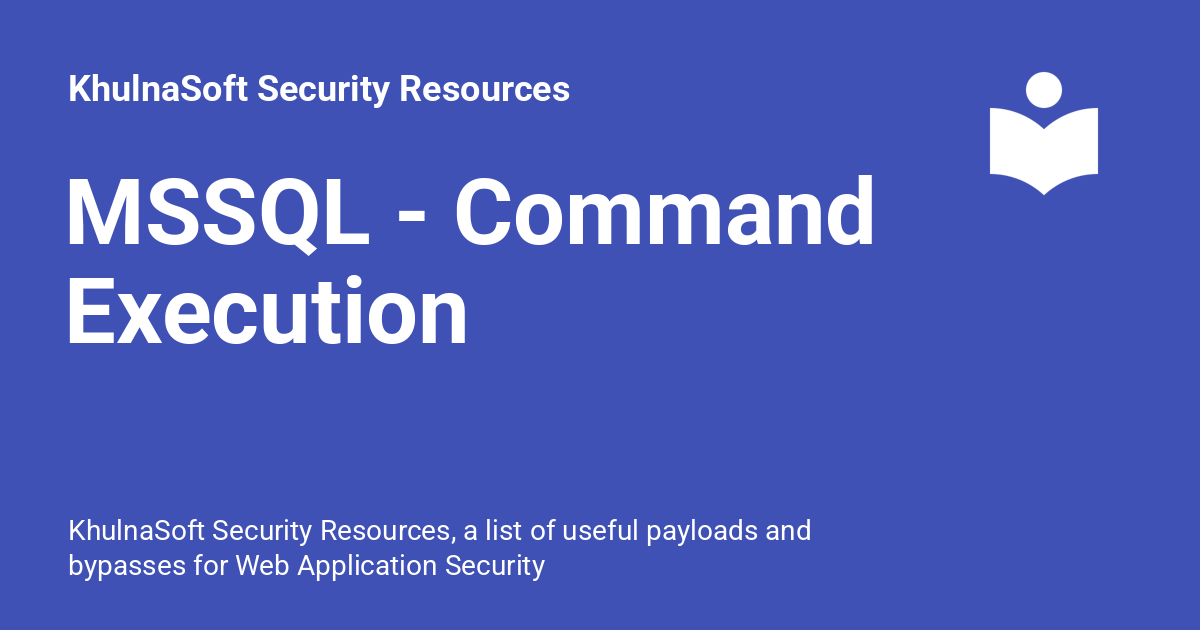 KhulnaSoft Security Resources
MSSQL - Command
Execution
KhulnaSoft Security Resources, a list of useful payloads and
bypasses for Web Application Security